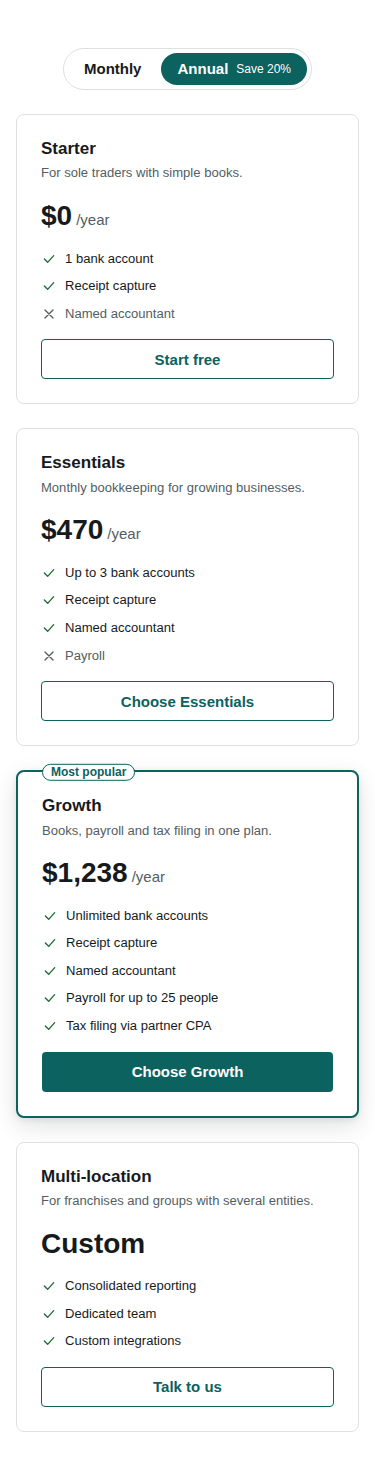 Monthly Annual Save 20%
Starter
For sole traders with simple books.
$0 /year
1 bank account
Receipt capture
Named accountant
Start free
Essentials
Monthly bookkeeping for growing businesses.
$470 /year
Up to 3 bank accounts
Receipt capture
Named accountant
Payroll
Choose Essentials
Most popular
Growth
Books, payroll and tax filing in one plan.
$1,238 /year
Unlimited bank accounts
Receipt capture
Named accountant
Payroll for up to 25 people
Tax filing via partner CPA
Choose Growth
Multi-location
For franchises and groups with several entities.
Custom
Consolidated reporting
Dedicated team
Custom integrations
Talk to us